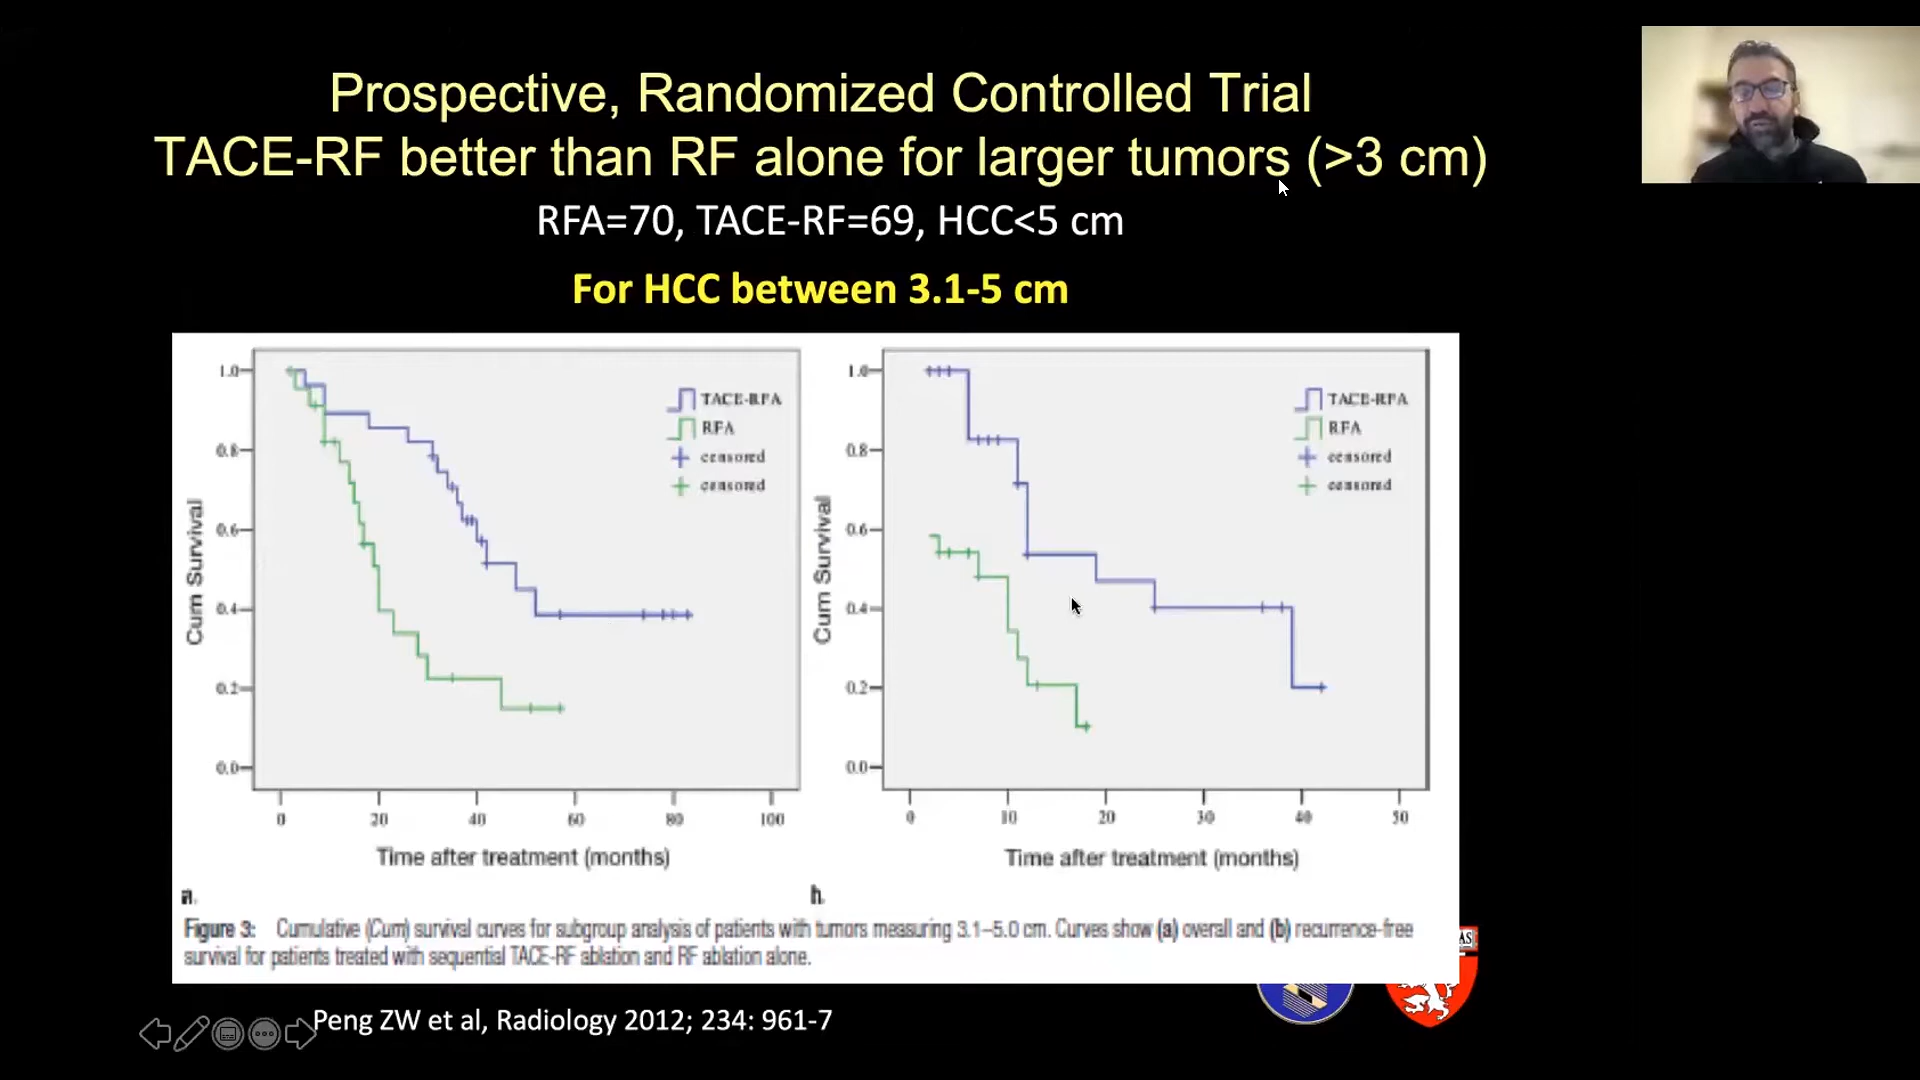 Prospective, Randomized Controlled Trial
TACE-RF better than RF alone for larger tumors (>3 cm)
RFA=70, TACE-RF=69, HCC<5 cm
For HCC between 3.1-5 cm
1.0
0.8
0.6
0.4
0.2
0.0
Cum Survival
TACE-RFA
RFA
censored
censored
0 20 40 60 80 100
Time after treatment (months)
a.
1.0
0.8
0.6
0.4
0.2
0.0
Cum Survival
TACE-RFA
RFA
censored
censored
0 10 20 30 40 50
Time after treatment (months)
b.
Figure 3: Cumulative (Cum) survival curves for subgroup analysis of patients with tumors measuring 3.1–5.0 cm. Curves show (a) overall and (b) recurrence-free
survival for patients treated with sequential TACE-RF ablation and RF ablation alone.
AS
Peng ZW et al, Radiology 2012; 234: 961-7